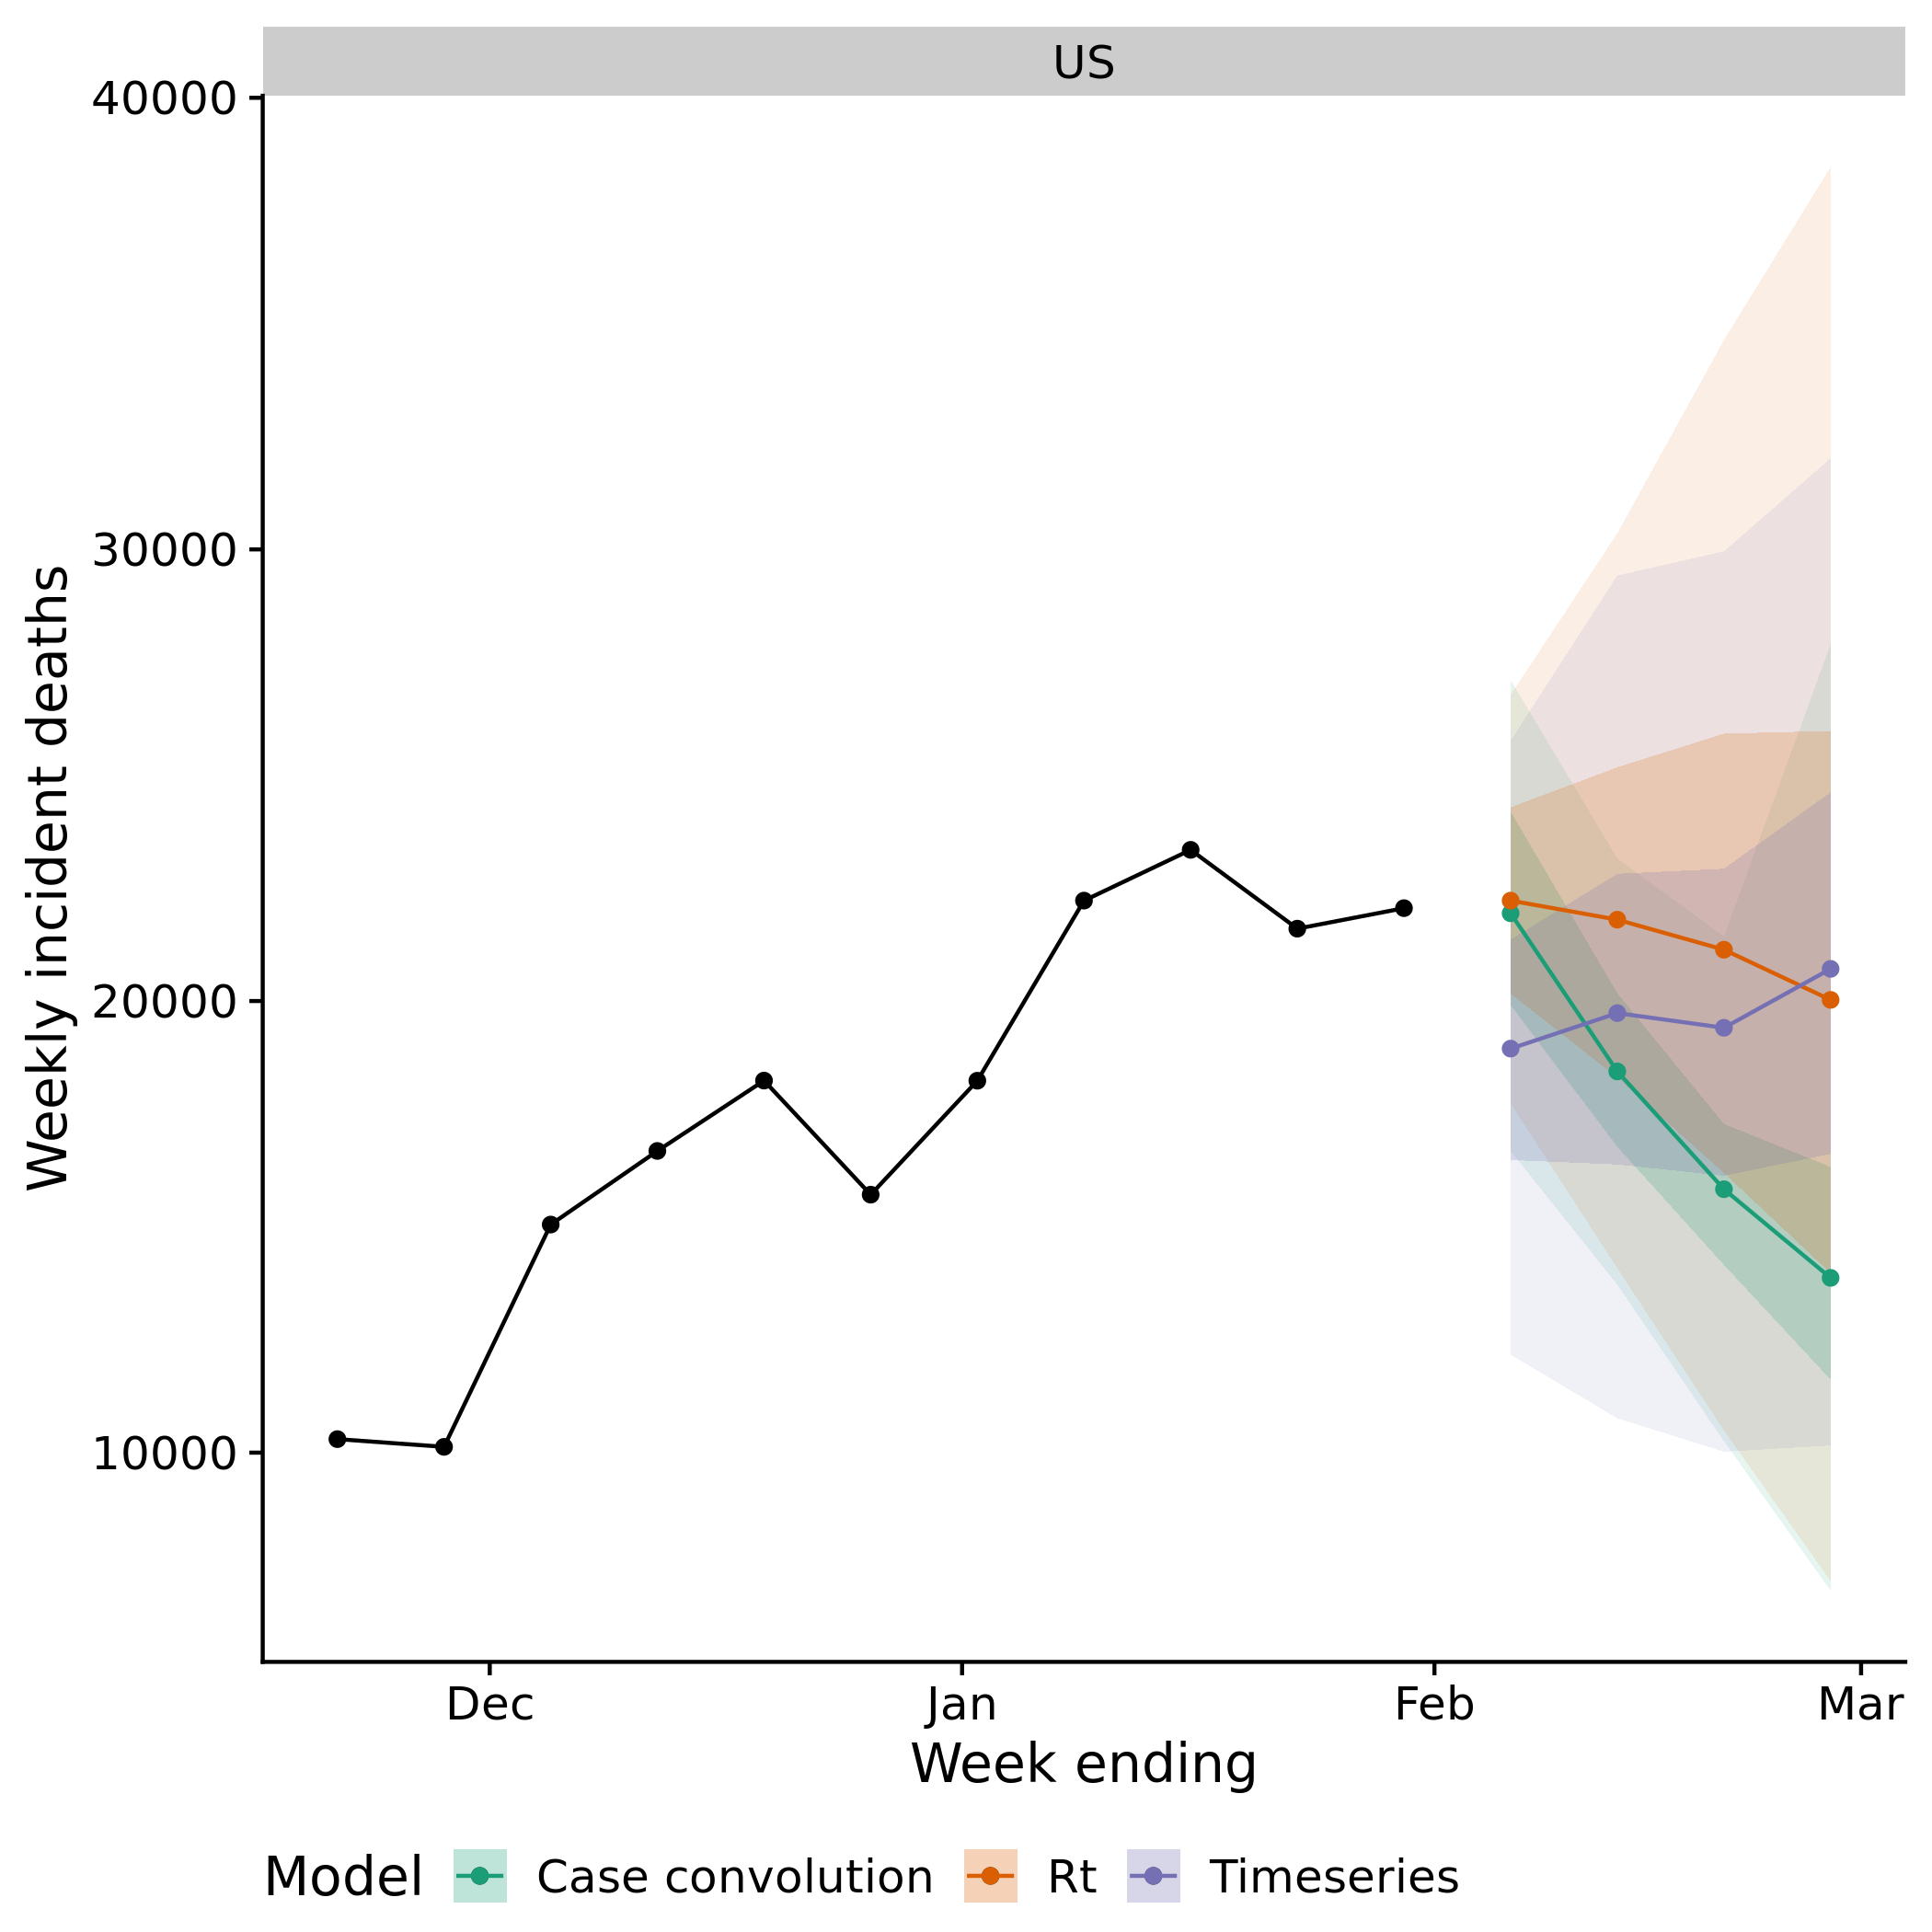 US
40000
30000
20000
10000
Weekly incident deaths
Dec Jan Feb Mar
Week ending
Model Case convolution Rt Timeseries